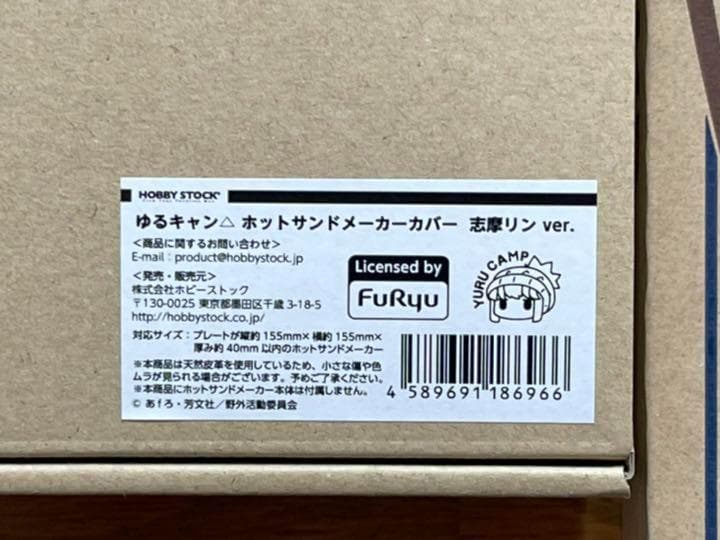 HOBBY STOCK
ゆるキャン△ ホットサンドメーカーカバー 志摩リン ver.
<商品に関するお問い合わせ>
E-mail：product@hobbystock.jp
<発売・販売元>
株式会社ホビーストック
〒130-0025 東京都墨田区千歳 3-18-5
http://hobbystock.co.jp/
Licensed by
FuRyu
YURU CAMP
対応サイズ：プレートが縦約 155mm× 横約 155mm×
厚み約 40mm 以内のホットサンドメーカー
※本商品は天然皮革を使用しているため、小さな傷や色
ムラが見られる場合がございます。予めご了承ください。
※本商品にホットサンドメーカー本体は付属しません。
© あfろ・芳文社／野外活動委員会
4 589691 186966